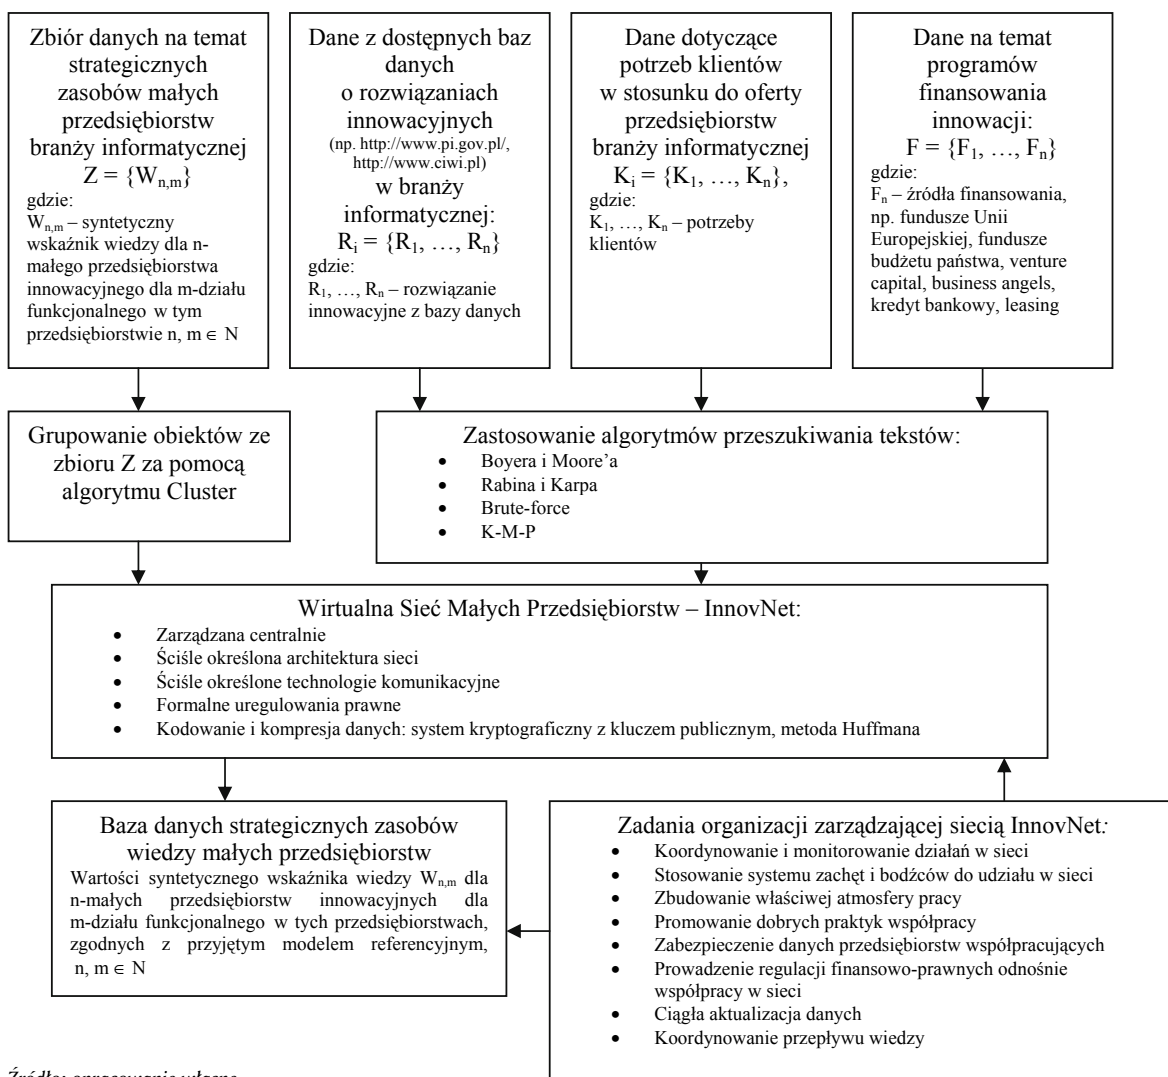 Zbiór danych na temat
strategicznych
zasobów małych
przedsiębiorstw
branży informatycznej
Z = {Wn,m}
gdzie:
Wn,m – syntetyczny
wskaźnik wiedzy dla n-
małego przedsiębiorstwa
innowacyjnego dla m-działu
funkcjonalnego w tym
przedsiębiorstwie n, m ∈ N
Dane z dostępnych baz
danych
o rozwiązaniach
innowacyjnych
(np. http://www.pi.gov.pl/,
http://www.ciwi.pl)
w branży
informatycznej:
Ri = {R1, …, Rn}
gdzie:
R1, …, Rn – rozwiązanie
innowacyjne z bazy danych
Dane dotyczące
potrzeb klientów
w stosunku do oferty
przedsiębiorstw
branży informatycznej
Ki = {K1, …, Kn},
gdzie:
K1, …, Kn – potrzeby
klientów
Dane na temat
programów
finansowania
innowacji:
F = {F1, …, Fn}
gdzie:
Fn – źródła finansowania,
np. fundusze Unii
Europejskiej, fundusze
budżetu państwa, venture
capital, business angels,
kredyt bankowy, leasing
Grupowanie obiektów ze
zbioru Z za pomocą
algorytmu Cluster
Zastosowanie algorytmów przeszukiwania tekstów:
• Boyera i Moore’a
• Rabina i Karpa
• Brute-force
• K-M-P
Wirtualna Sieć Małych Przedsiębiorstw – InnovNet:
• Zarządzana centralnie
• Ściśle określona architektura sieci
• Ściśle określone technologie komunikacyjne
• Formalne uregulowania prawne
• Kodowanie i kompresja danych: system kryptograficzny z kluczem publicznym, metoda Huffmana
Baza danych strategicznych zasobów
wiedzy małych przedsiębiorstw
Wartości syntetycznego wskaźnika wiedzy Wn,m dla
n-małych przedsiębiorstw innowacyjnych dla
m-działu funkcjonalnego w tych przedsiębiorstwach,
zgodnych z przyjętym modelem referencyjnym,
n, m ∈ N
Zadania organizacji zarządzającej siecią InnovNet:
• Koordynowanie i monitorowanie działań w sieci
• Stosowanie systemu zachęt i bodźców do udziału w sieci
• Zbudowanie właściwej atmosfery pracy
• Promowanie dobrych praktyk współpracy
• Zabezpieczenie danych przedsiębiorstw współpracujących
• Prowadzenie regulacji finansowo-prawnych odnośnie
współpracy w sieci
• Ciągła aktualizacja danych
• Koordynowanie przepływu wiedzy
Źródło: opracowanie własne